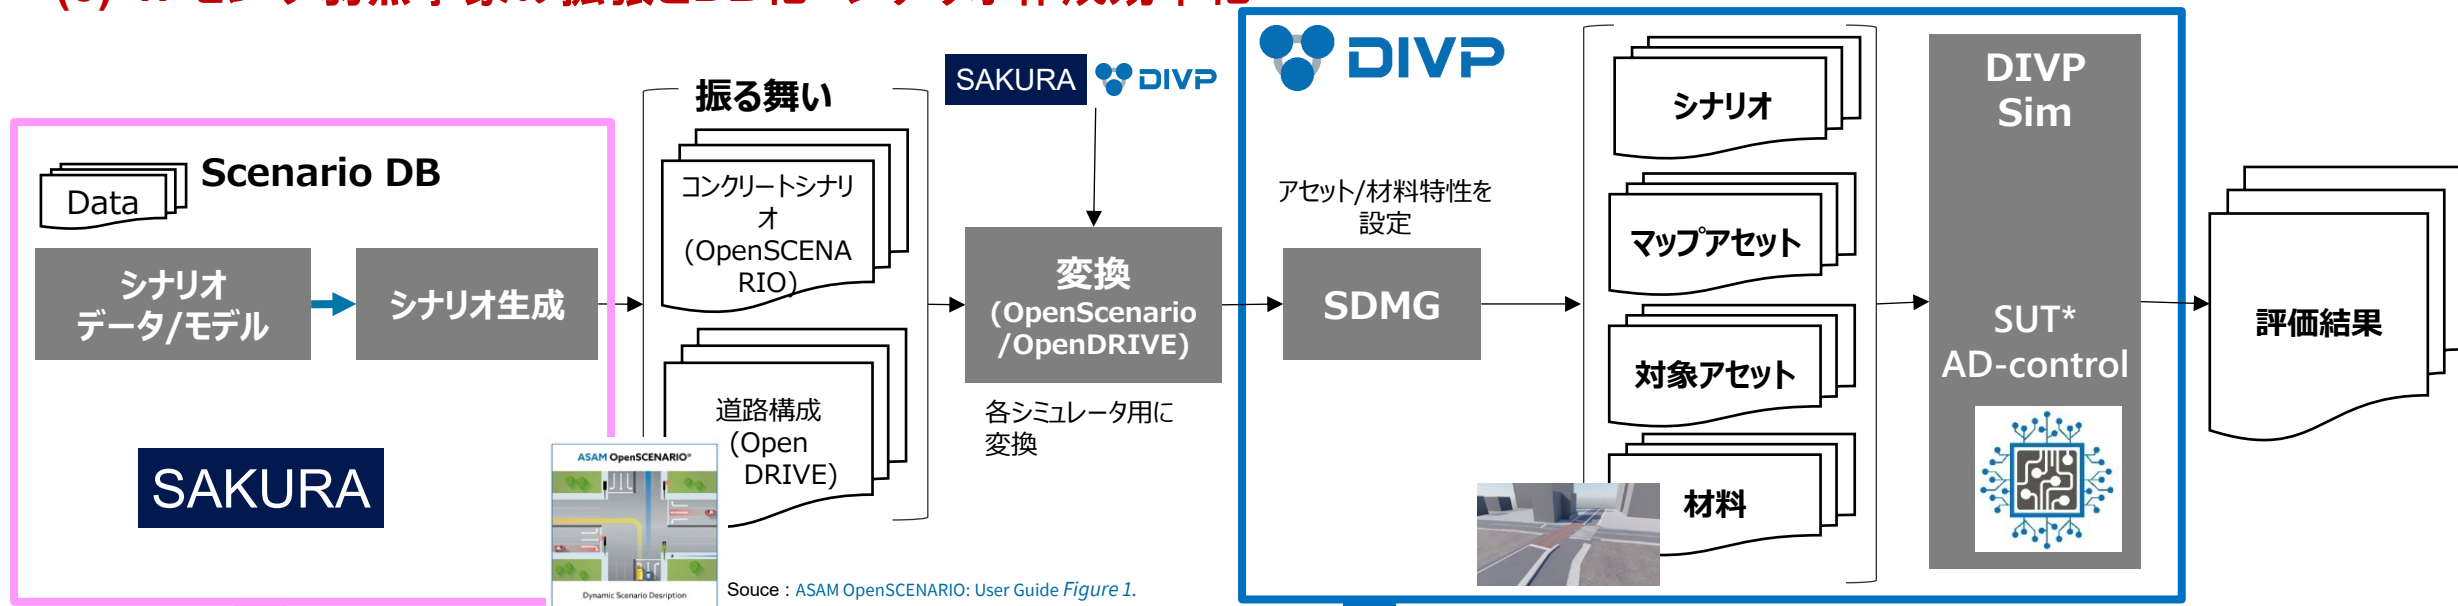 SAKURA
DIVP
DIVP
振る舞い
Scenario DB
Data
シナリオ
データ/モデル
シナリオ生成
SAKURA
コンクリートシナリ
オ
(OpenSCENA
RIO)
道路構成
(Open
DRIVE)
ASAM OpenSCENARIO®
Dynamic Scenario Desription
Souce：ASAM OpenSCENARIO: User Guide Figure 1.
変換
(OpenScenario
/OpenDRIVE)
各シミュレータ用に
変換
アセット/材料特性を
設定
SDMG
シナリオ
マップアセット
対象アセット
材料
DIVP
Sim
SUT*
AD-control
評価結果